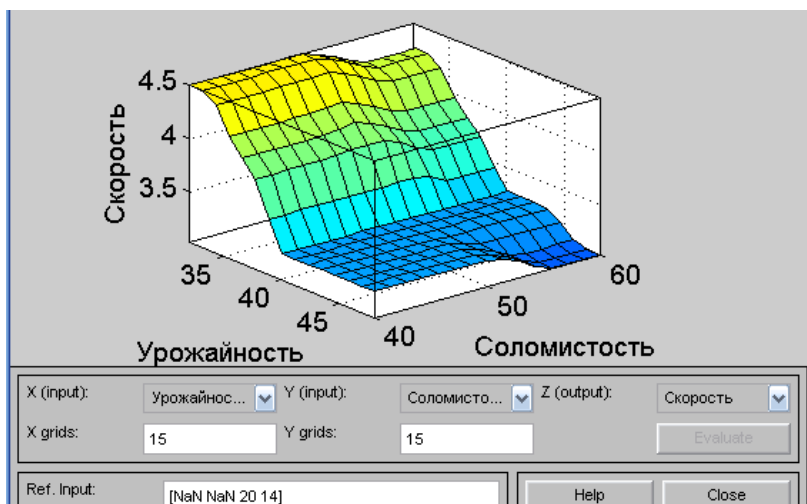 4.5
4
3.5
Скорость
35
40
45
Урожайность
40
50
60
Соломистость
X (input):
Урожайнос...
Y (input):
Соломисто...
Z (output):
Скорость
X grids:
15
Y grids:
15
Evaluate
Ref. Input:
[NaN NaN 20 14]
Help
Close